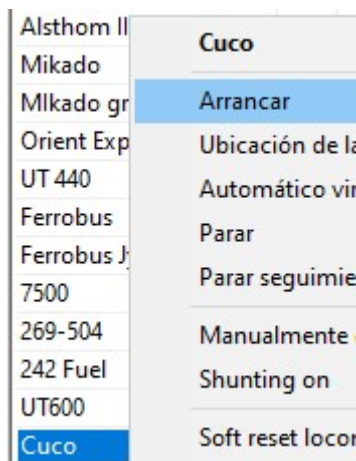 Alsthom II
Mikado
MIkado gr
Orient Exp
UT 440
Ferrobus
Ferrobus
7500
269-504
242 Fuel
UT600
Cuco
Cuco
Arrancar
Ubicación de la
Automático vir
Parar
Parar seguimie
Manualmente
Shunting on
Soft reset locor